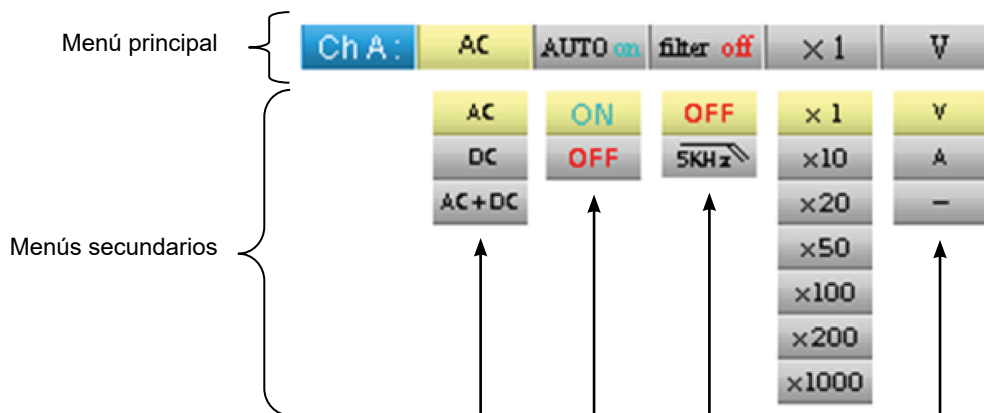 Menú principal
Ch A: AC AUTO on filter off ×1 V
Menús secundarios
AC ON OFF ×1 V
DC OFF 5KHz ×10 A
AC+DC ×20 –
×50
×100
×200
×1000